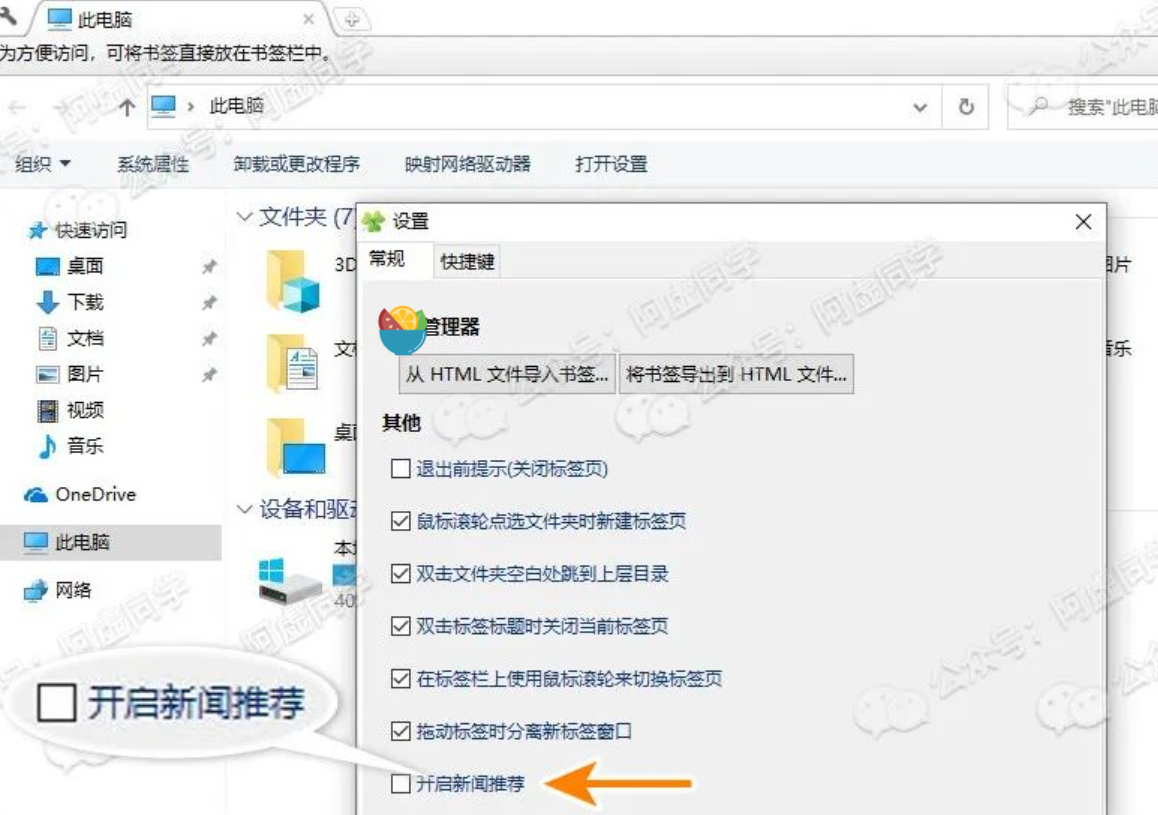 此电脑
为方便访问，可将书签直接放在书签栏中。
此电脑
搜索"此电脑
组织
系统属性
卸载或更改程序
映射网络驱动器
打开设置
快速访问
桌面
下载
文档
图片
视频
音乐
OneDrive
此电脑
网络
文件夹 (7)
3D
设备和驱动
40
设置
常规
快捷键
管理器
从 HTML 文件导入书签...
将书签导出到 HTML 文件...
其他
退出前提示(关闭标签页)
鼠标滚轮点选文件夹时新建标签页
双击文件夹空白处跳到上层目录
双击标签标题时关闭当前标签页
在标签栏上使用鼠标滚轮来切换标签页
拖动标签时分离新标签窗口
开启新闻推荐
开启新闻推荐
公众号：阿虚同学